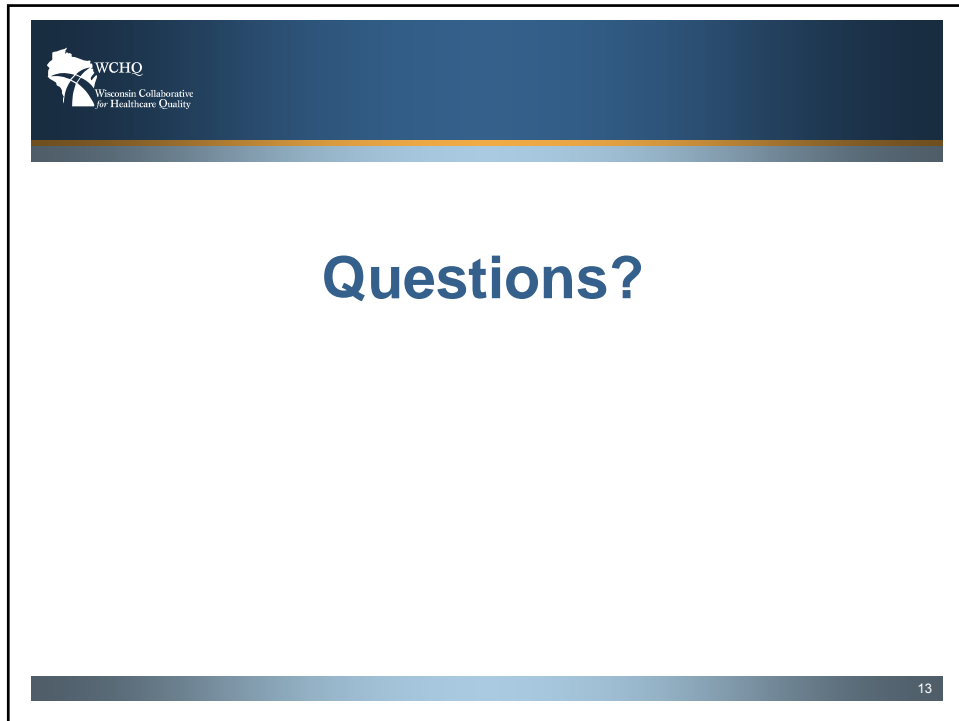 WCHQ
Wisconsin Collaborative
for Healthcare Quality
Questions?
13